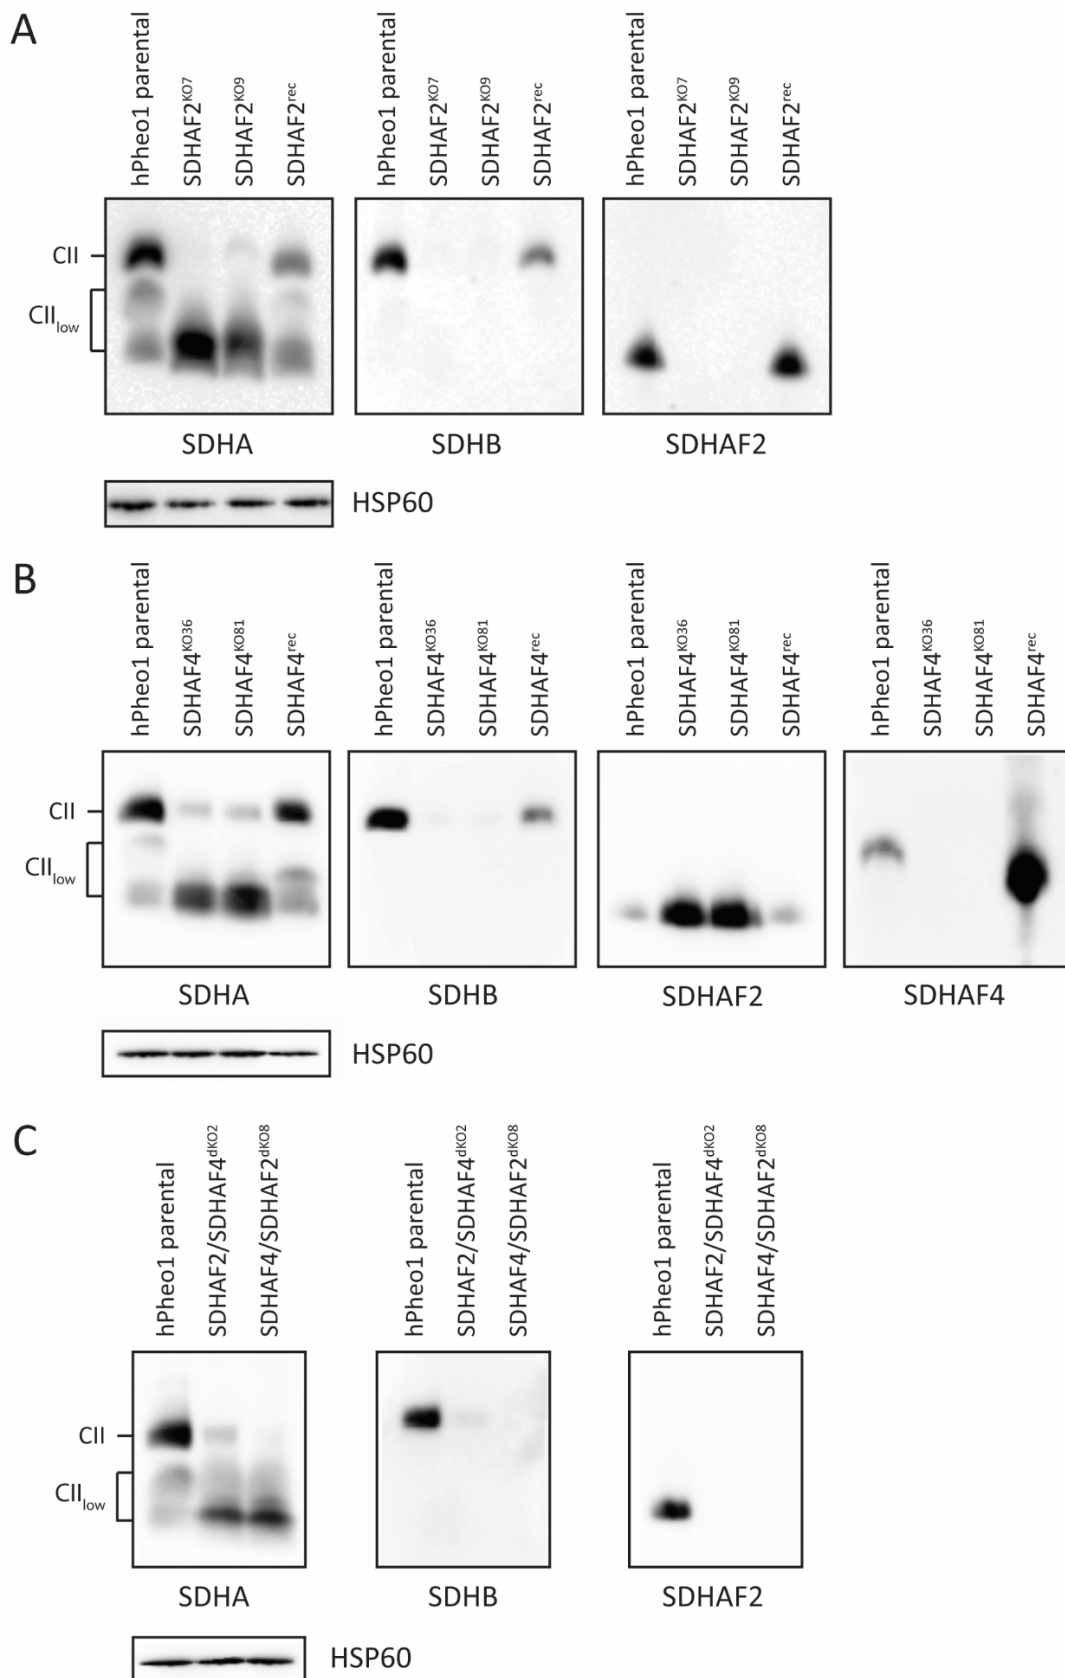 A
hPheo1 parental
SDHAF2KO7
SDHAF2KO9
SDHAF2rec
hPheo1 parental
SDHAF2KO7
SDHAF2KO9
SDHAF2rec
hPheo1 parental
SDHAF2KO7
SDHAF2KO9
SDHAF2rec
CII
CIIlow
SDHA
SDHB
SDHAF2
HSP60
B
hPheo1 parental
SDHAF4KO36
SDHAF4KO81
SDHAF4rec
hPheo1 parental
SDHAF4KO36
SDHAF4KO81
SDHAF4rec
hPheo1 parental
SDHAF4KO36
SDHAF4KO81
SDHAF4rec
hPheo1 parental
SDHAF4KO36
SDHAF4KO81
SDHAF4rec
CII
CIIlow
SDHA
SDHB
SDHAF2
SDHAF4
HSP60
C
hPheo1 parental
SDHAF2/SDHAF4dKO2
SDHAF4/SDHAF2dKO8
hPheo1 parental
SDHAF2/SDHAF4dKO2
SDHAF4/SDHAF2dKO8
hPheo1 parental
SDHAF2/SDHAF4dKO2
SDHAF4/SDHAF2dKO8
CII
CIIlow
SDHA
SDHB
SDHAF2
HSP60